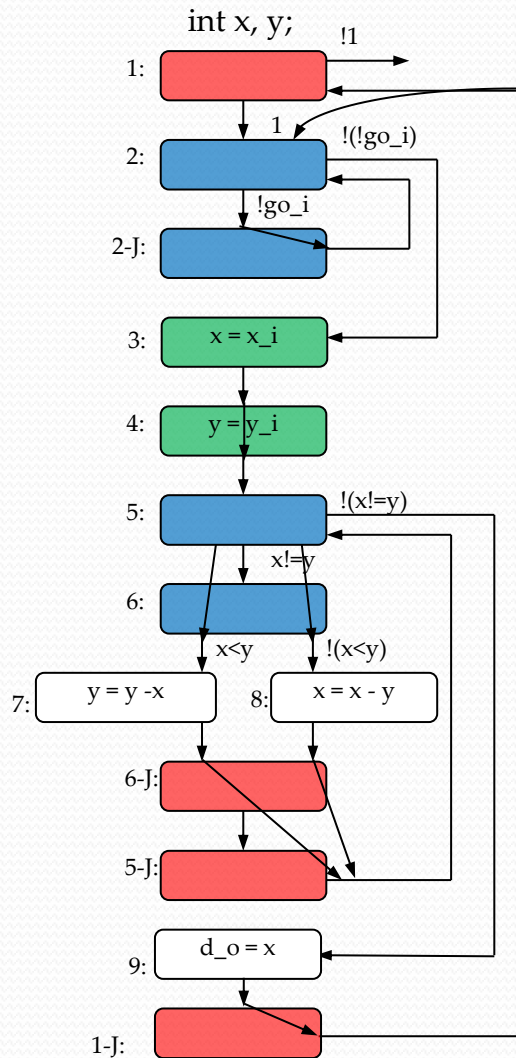 int x, y;
!1
1:
1
!(!go_i)
2:
!go_i
2-J:
3:
x = x_i
4:
y = y_i
5:
!(x!=y)
x!=y
6:
x<y
!(x<y)
7:
y = y -x
8:
x = x - y
6-J:
5-J:
9:
d_o = x
1-J: